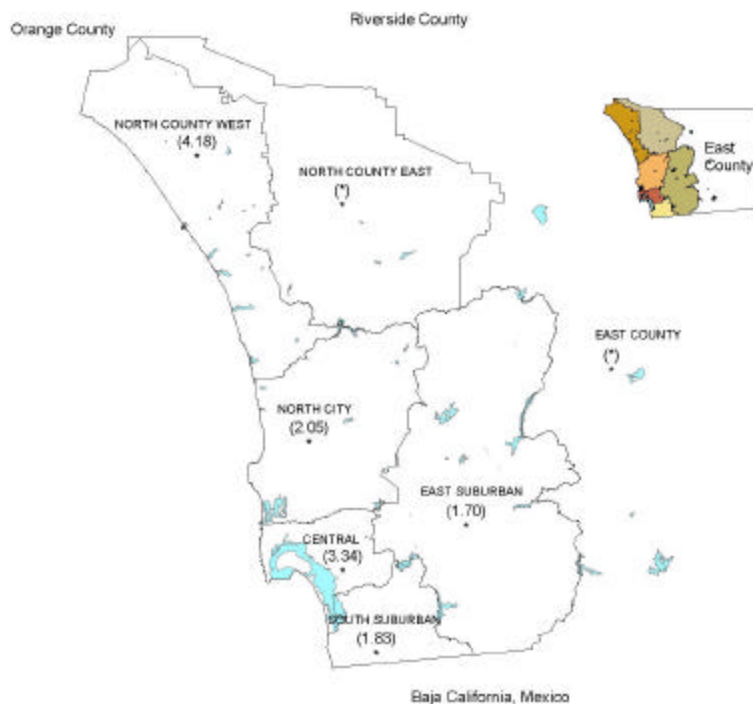 Riverside County
Orange County
NORTH COUNTY WEST
(4.18)
NORTH COUNTY EAST
(*)
East
County
EAST COUNTY
(*)
NORTH CITY
(2.05)
EAST SUBURBAN
(1.70)
CENTRAL
(3.34)
SOUTH SUBURBAN
(1.83)
Baja California, Mexico